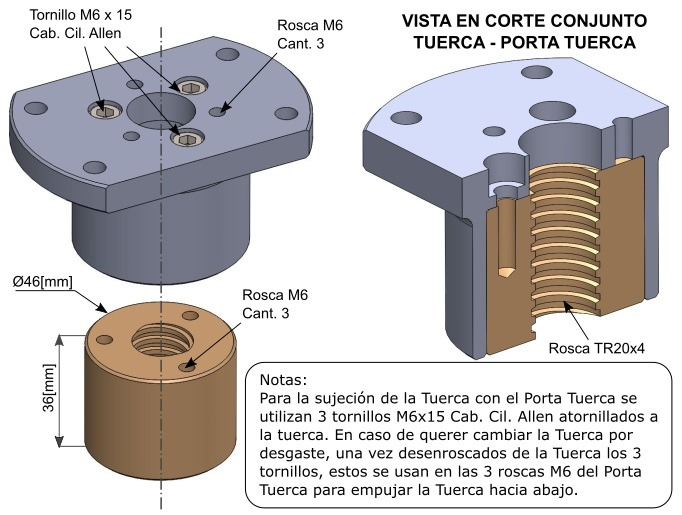 Tornillo M6 x 15
Cab. Cil. Allen
Rosca M6
Cant. 3
VISTA EN CORTE CONJUNTO
TUERCA - PORTA TUERCA
Ø46[mm]
Rosca M6
Cant. 3
36[mm]
Rosca TR20x4
Notas:
Para la sujeción de la Tuerca con el Porta Tuerca se
utilizan 3 tornillos M6x15 Cab. Cil. Allen atornillados a
la tuerca. En caso de querer cambiar la Tuerca por
desgaste, una vez desenroscados de la Tuerca los 3
tornillos, estos se usan en las 3 roscas M6 del Porta
Tuerca para empujar la Tuerca hacia abajo.